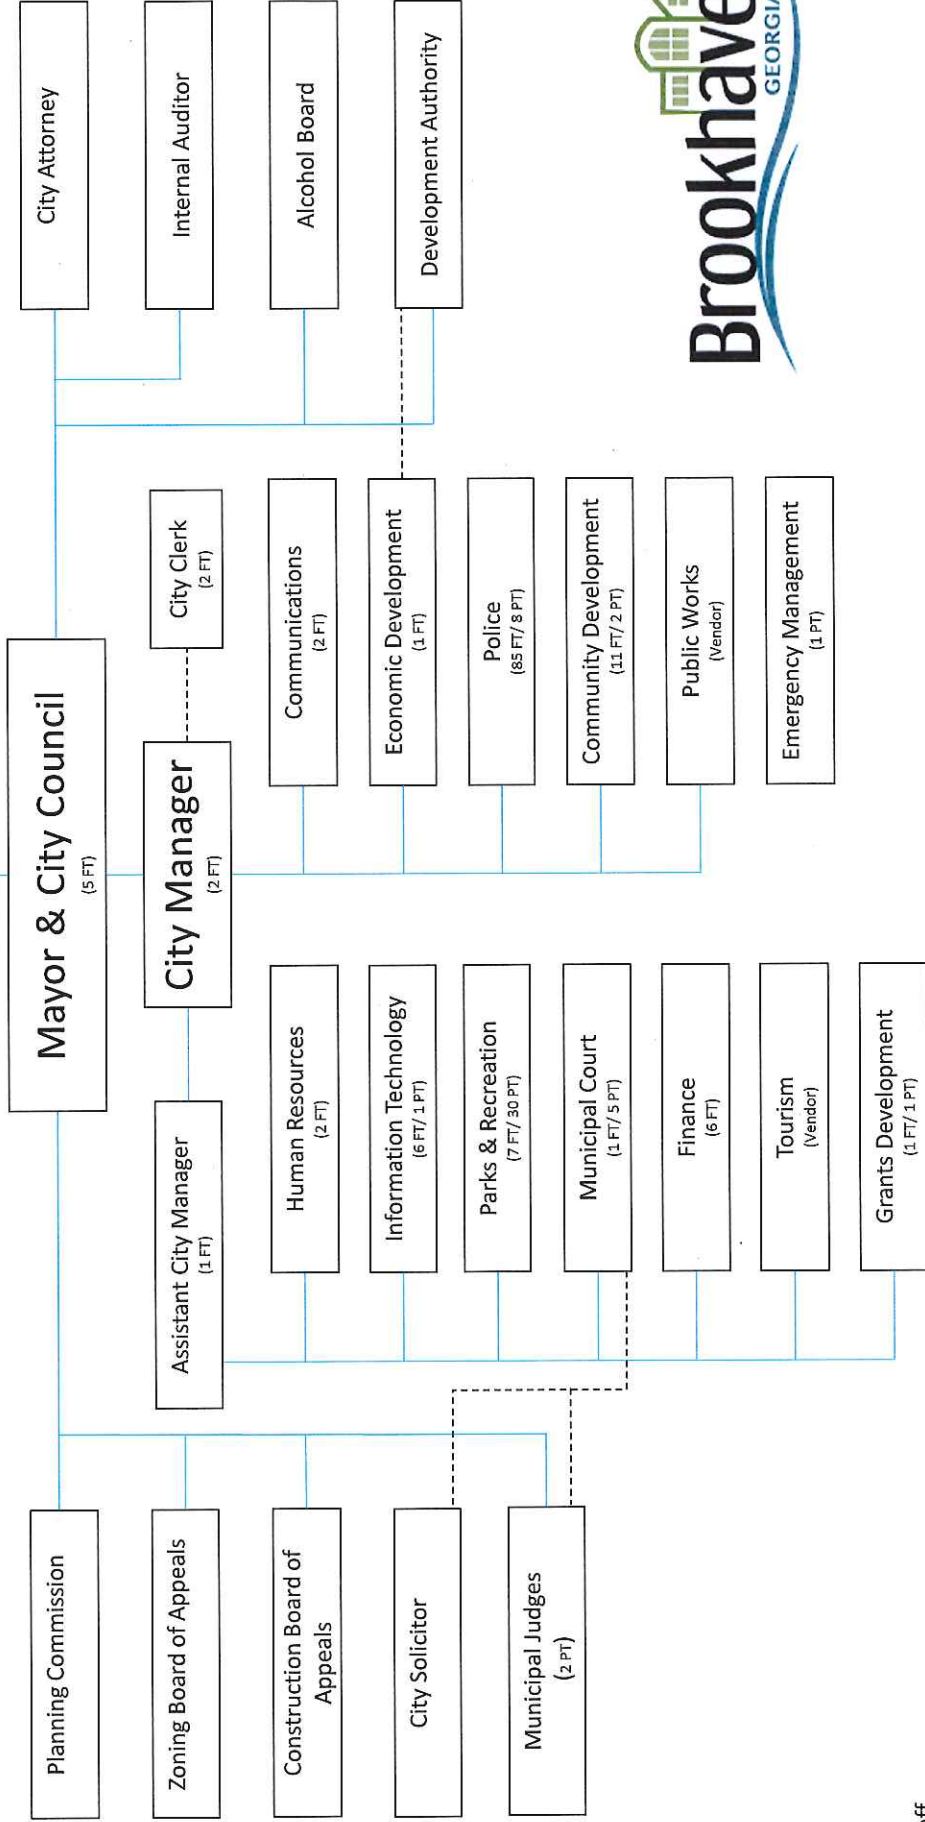 Mayor & City Council
(5 FT)
City Manager
(2 FT)
City Clerk
(2 FT)
Assistant City Manager
(1 FT)
Planning Commission
Zoning Board of Appeals
Construction Board of
Appeals
City Solicitor
Municipal Judges
(2 PT)
Human Resources
(2 FT)
Information Technology
(6 FT/ 1 PT)
Parks & Recreation
(7 FT/ 30 PT)
Municipal Court
(1 FT/ 5 PT)
Finance
(6 FT)
Tourism
(Vendor)
Grants Development
(1 FT/ 1 PT)
Communications
(2 FT)
Economic Development
(1 FT)
Police
(85 FT/ 8 PT)
Community Development
(11 FT/ 2 PT)
Public Works
(Vendor)
Emergency Management
(1 PT)
City Attorney
Internal Auditor
Alcohol Board
Development Authority
Brookhave
GEORGIA